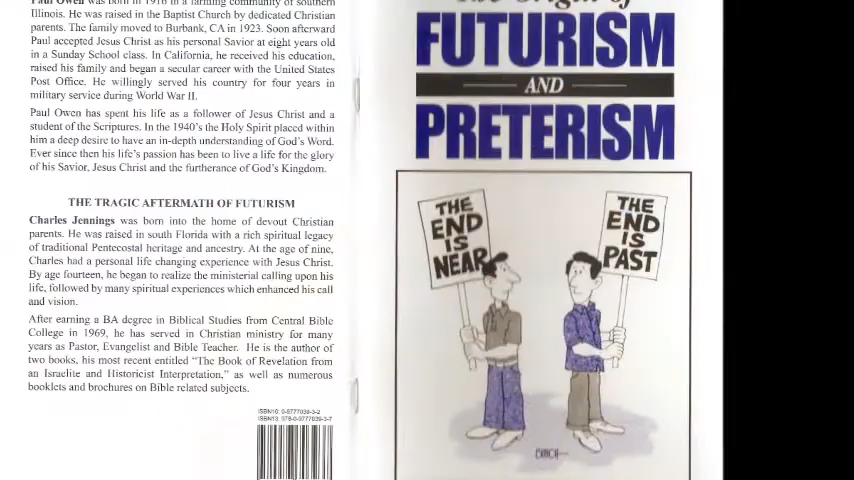 Paul Owen was born in 1916 in a farming community of southern
Illinois. He was raised in the Baptist Church by dedicated Christian
parents. The family moved to Burbank, CA in 1923. Soon afterward
Paul accepted Jesus Christ as his personal Savior at eight years old
in a Sunday School class. In California, he received his education,
raised his family and began a secular career with the United States
Post Office. He willingly served his country for four years in
military service during World War II.
Paul Owen has spent his life as a follower of Jesus Christ and a
student of the Scriptures. In the 1940's the Holy Spirit placed within
him a deep desire to have an in-depth understanding of God's Word.
Ever since then his life's passion has been to live a life for the glory
of his Savior, Jesus Christ and the furtherance of God's Kingdom.
THE TRAGIC AFTERMATH OF FUTURISM
Charles Jennings was born into the home of devout Christian
parents. He was raised in south Florida with a rich spiritual legacy
of traditional Pentecostal heritage and ancestry. At the age of nine,
Charles had a personal life changing experience with Jesus Christ.
By age fourteen, he began to realize the ministerial calling upon his
life, followed by many spiritual experiences which enhanced his call
and vision.
After earning a BA degree in Biblical Studies from Central Bible
College in 1969, he has served in Christian ministry for many
years as Pastor, Evangelist and Bible Teacher. He is the author of
two books, his most recent entitled “The Book of Revelation from
an Israelite and Historicist Interpretation,” as well as numerous
booklets and brochures on Bible related subjects.
ISBN10: 0-9777039-3-2
ISBN13: 978-0-9777039-3-7
The Origin of
FUTURISM
AND
PRETERISM
THE
END
IS
NEAR
THE
END
IS
PAST